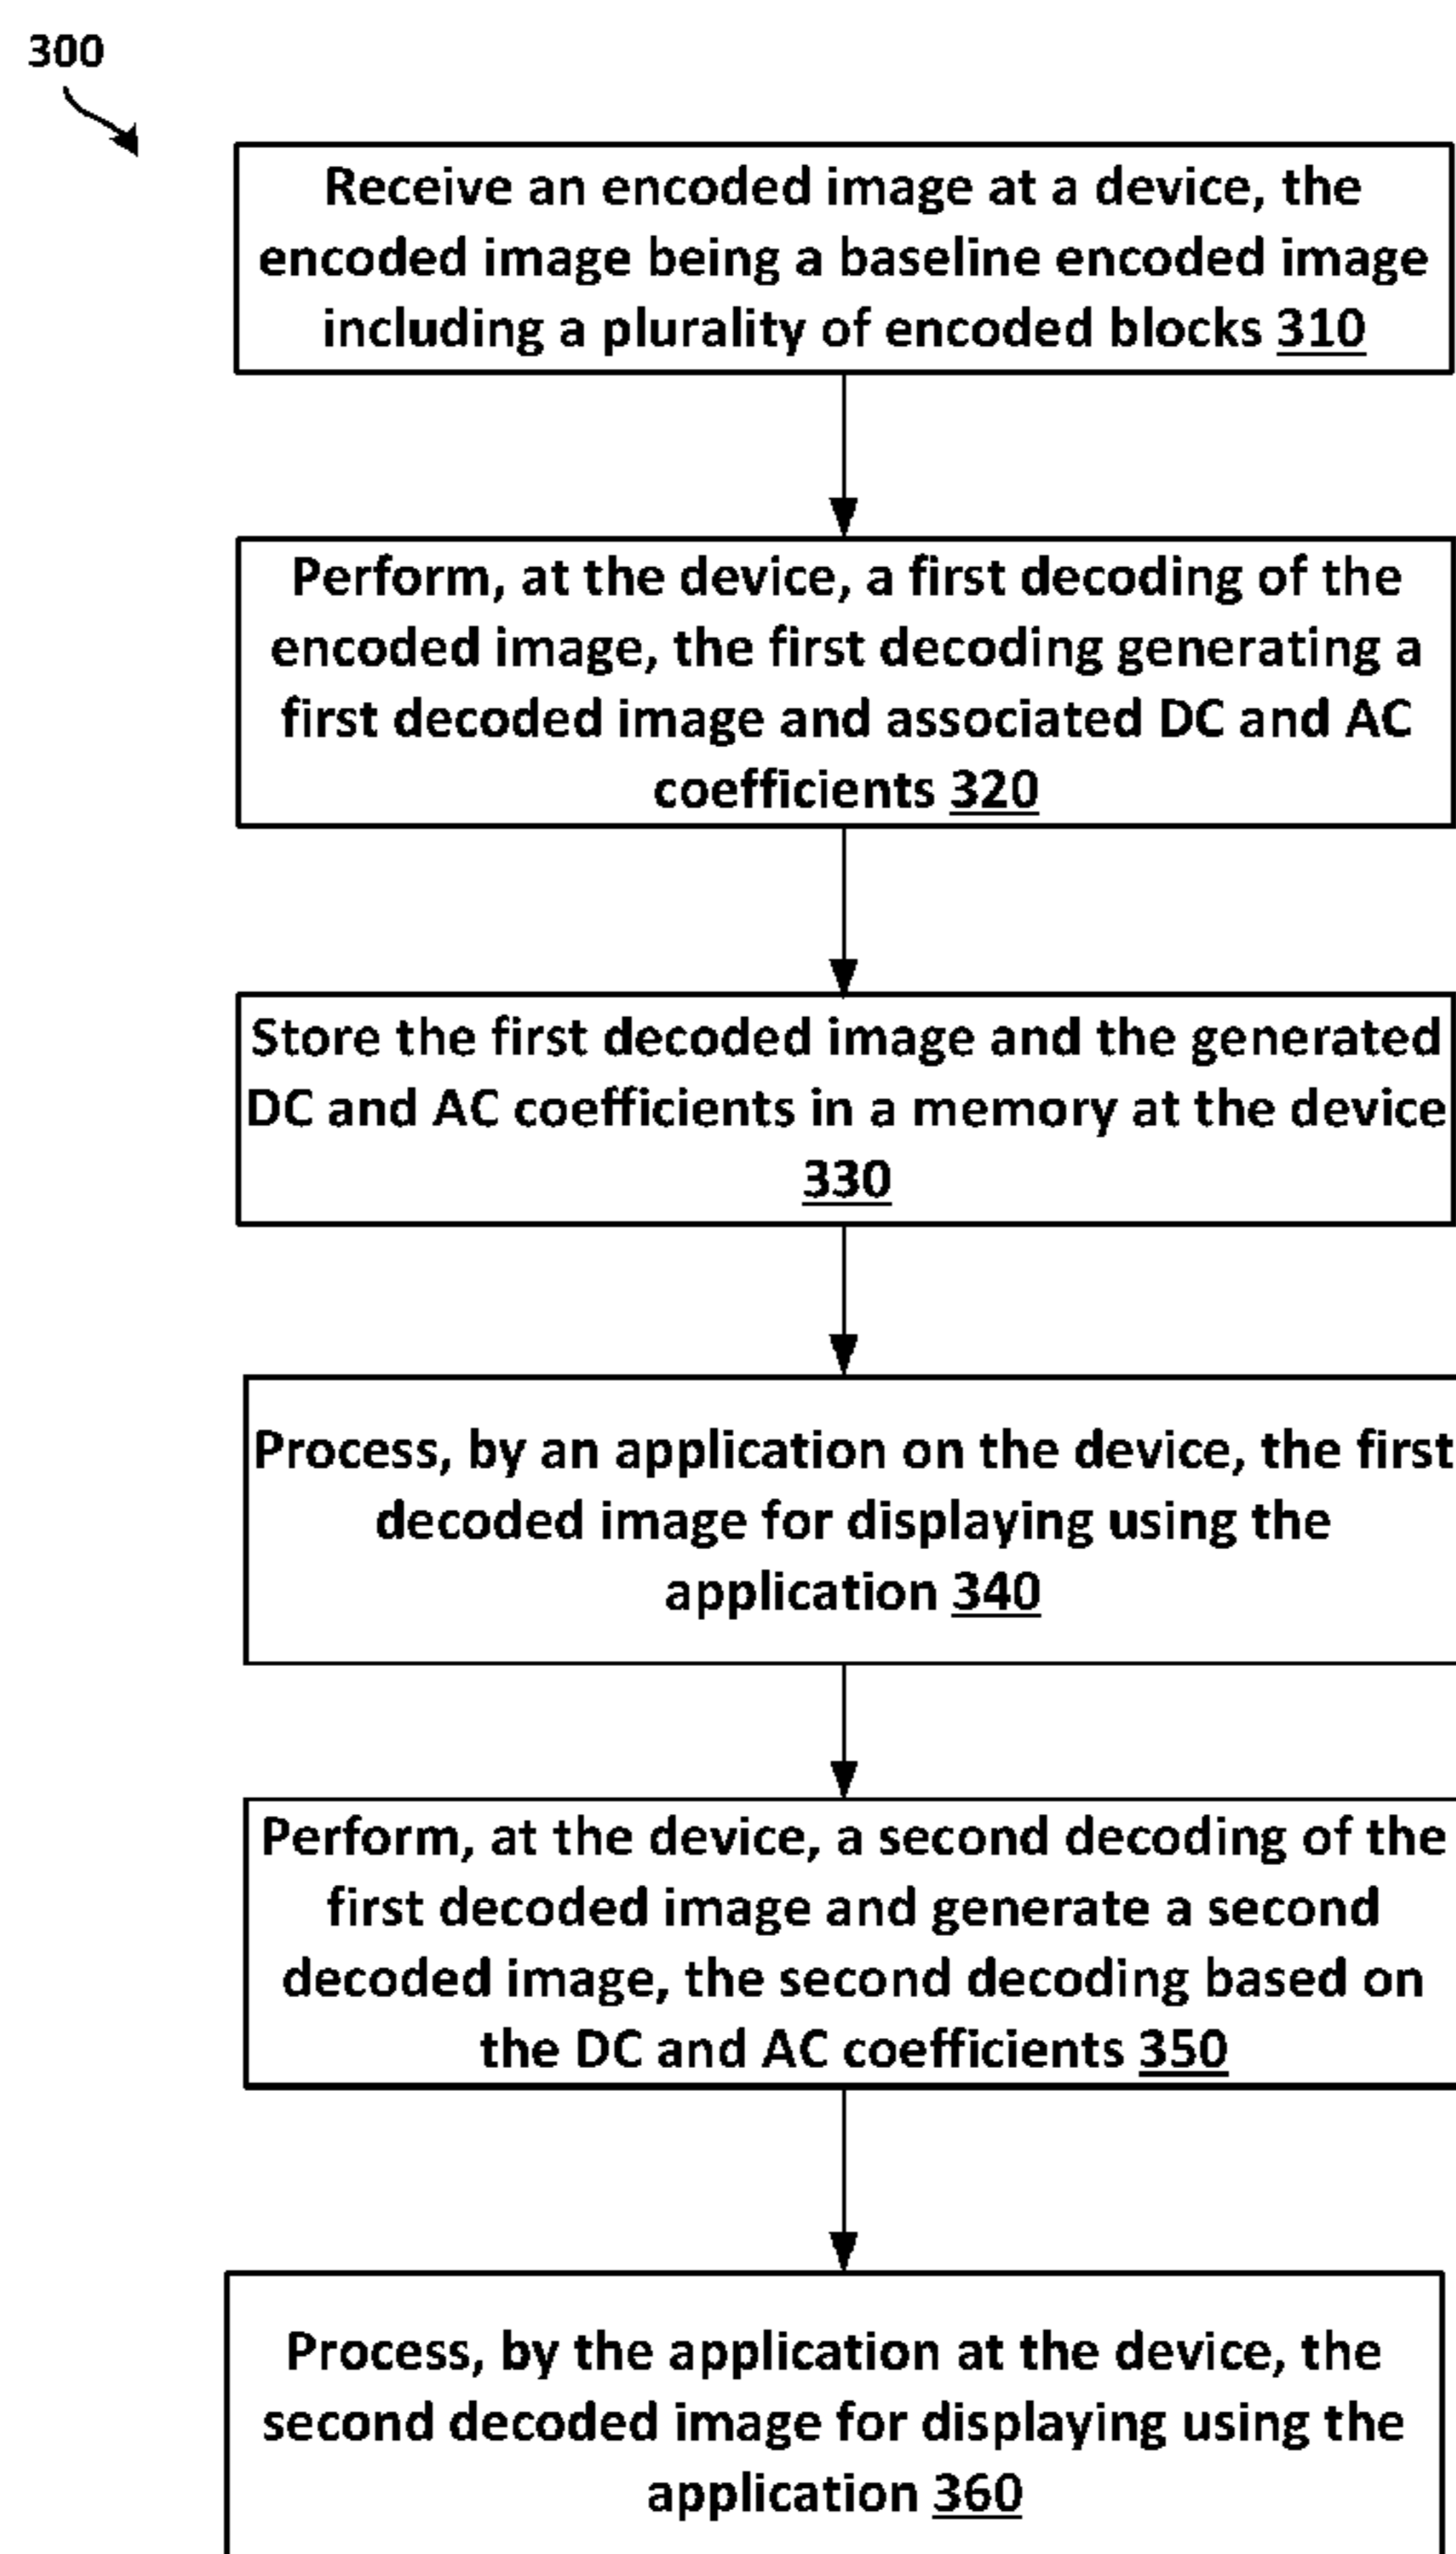 300
Receive an encoded image at a device, the
encoded image being a baseline encoded image
including a plurality of encoded blocks 310
Perform, at the device, a first decoding of the
encoded image, the first decoding generating a
first decoded image and associated DC and AC
coefficients 320
Store the first decoded image and the generated
DC and AC coefficients in a memory at the device
330
Process, by an application on the device, the first
decoded image for displaying using the
application 340
Perform, at the device, a second decoding of the
first decoded image and generate a second
decoded image, the second decoding based on
the DC and AC coefficients 350
Process, by the application at the device, the
second decoded image for displaying using the
application 360